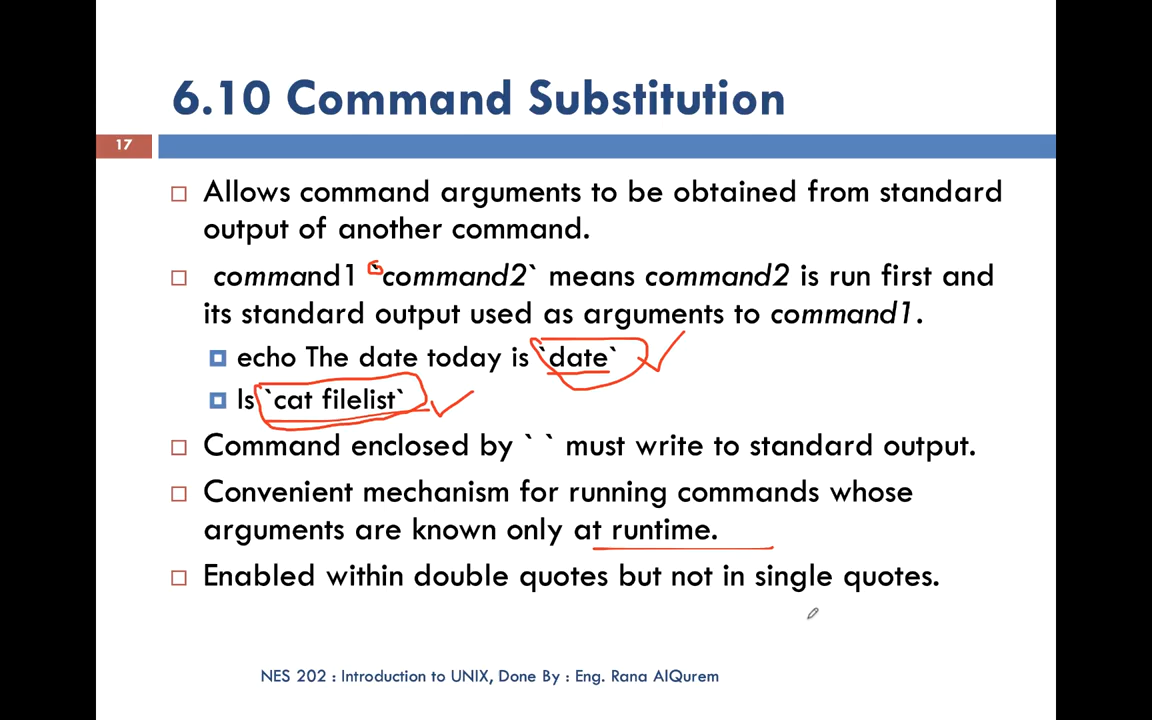 6.10 Command Substitution
17
Allows command arguments to be obtained from standard
output of another command.
command1 `command2` means command2 is run first and
its standard output used as arguments to command1.
echo The date today is `date`
ls `cat filelist`
Command enclosed by ` ` must write to standard output.
Convenient mechanism for running commands whose
arguments are known only at runtime.
Enabled within double quotes but not in single quotes.
NES 202 : Introduction to UNIX, Done By : Eng. Rana AlQurem